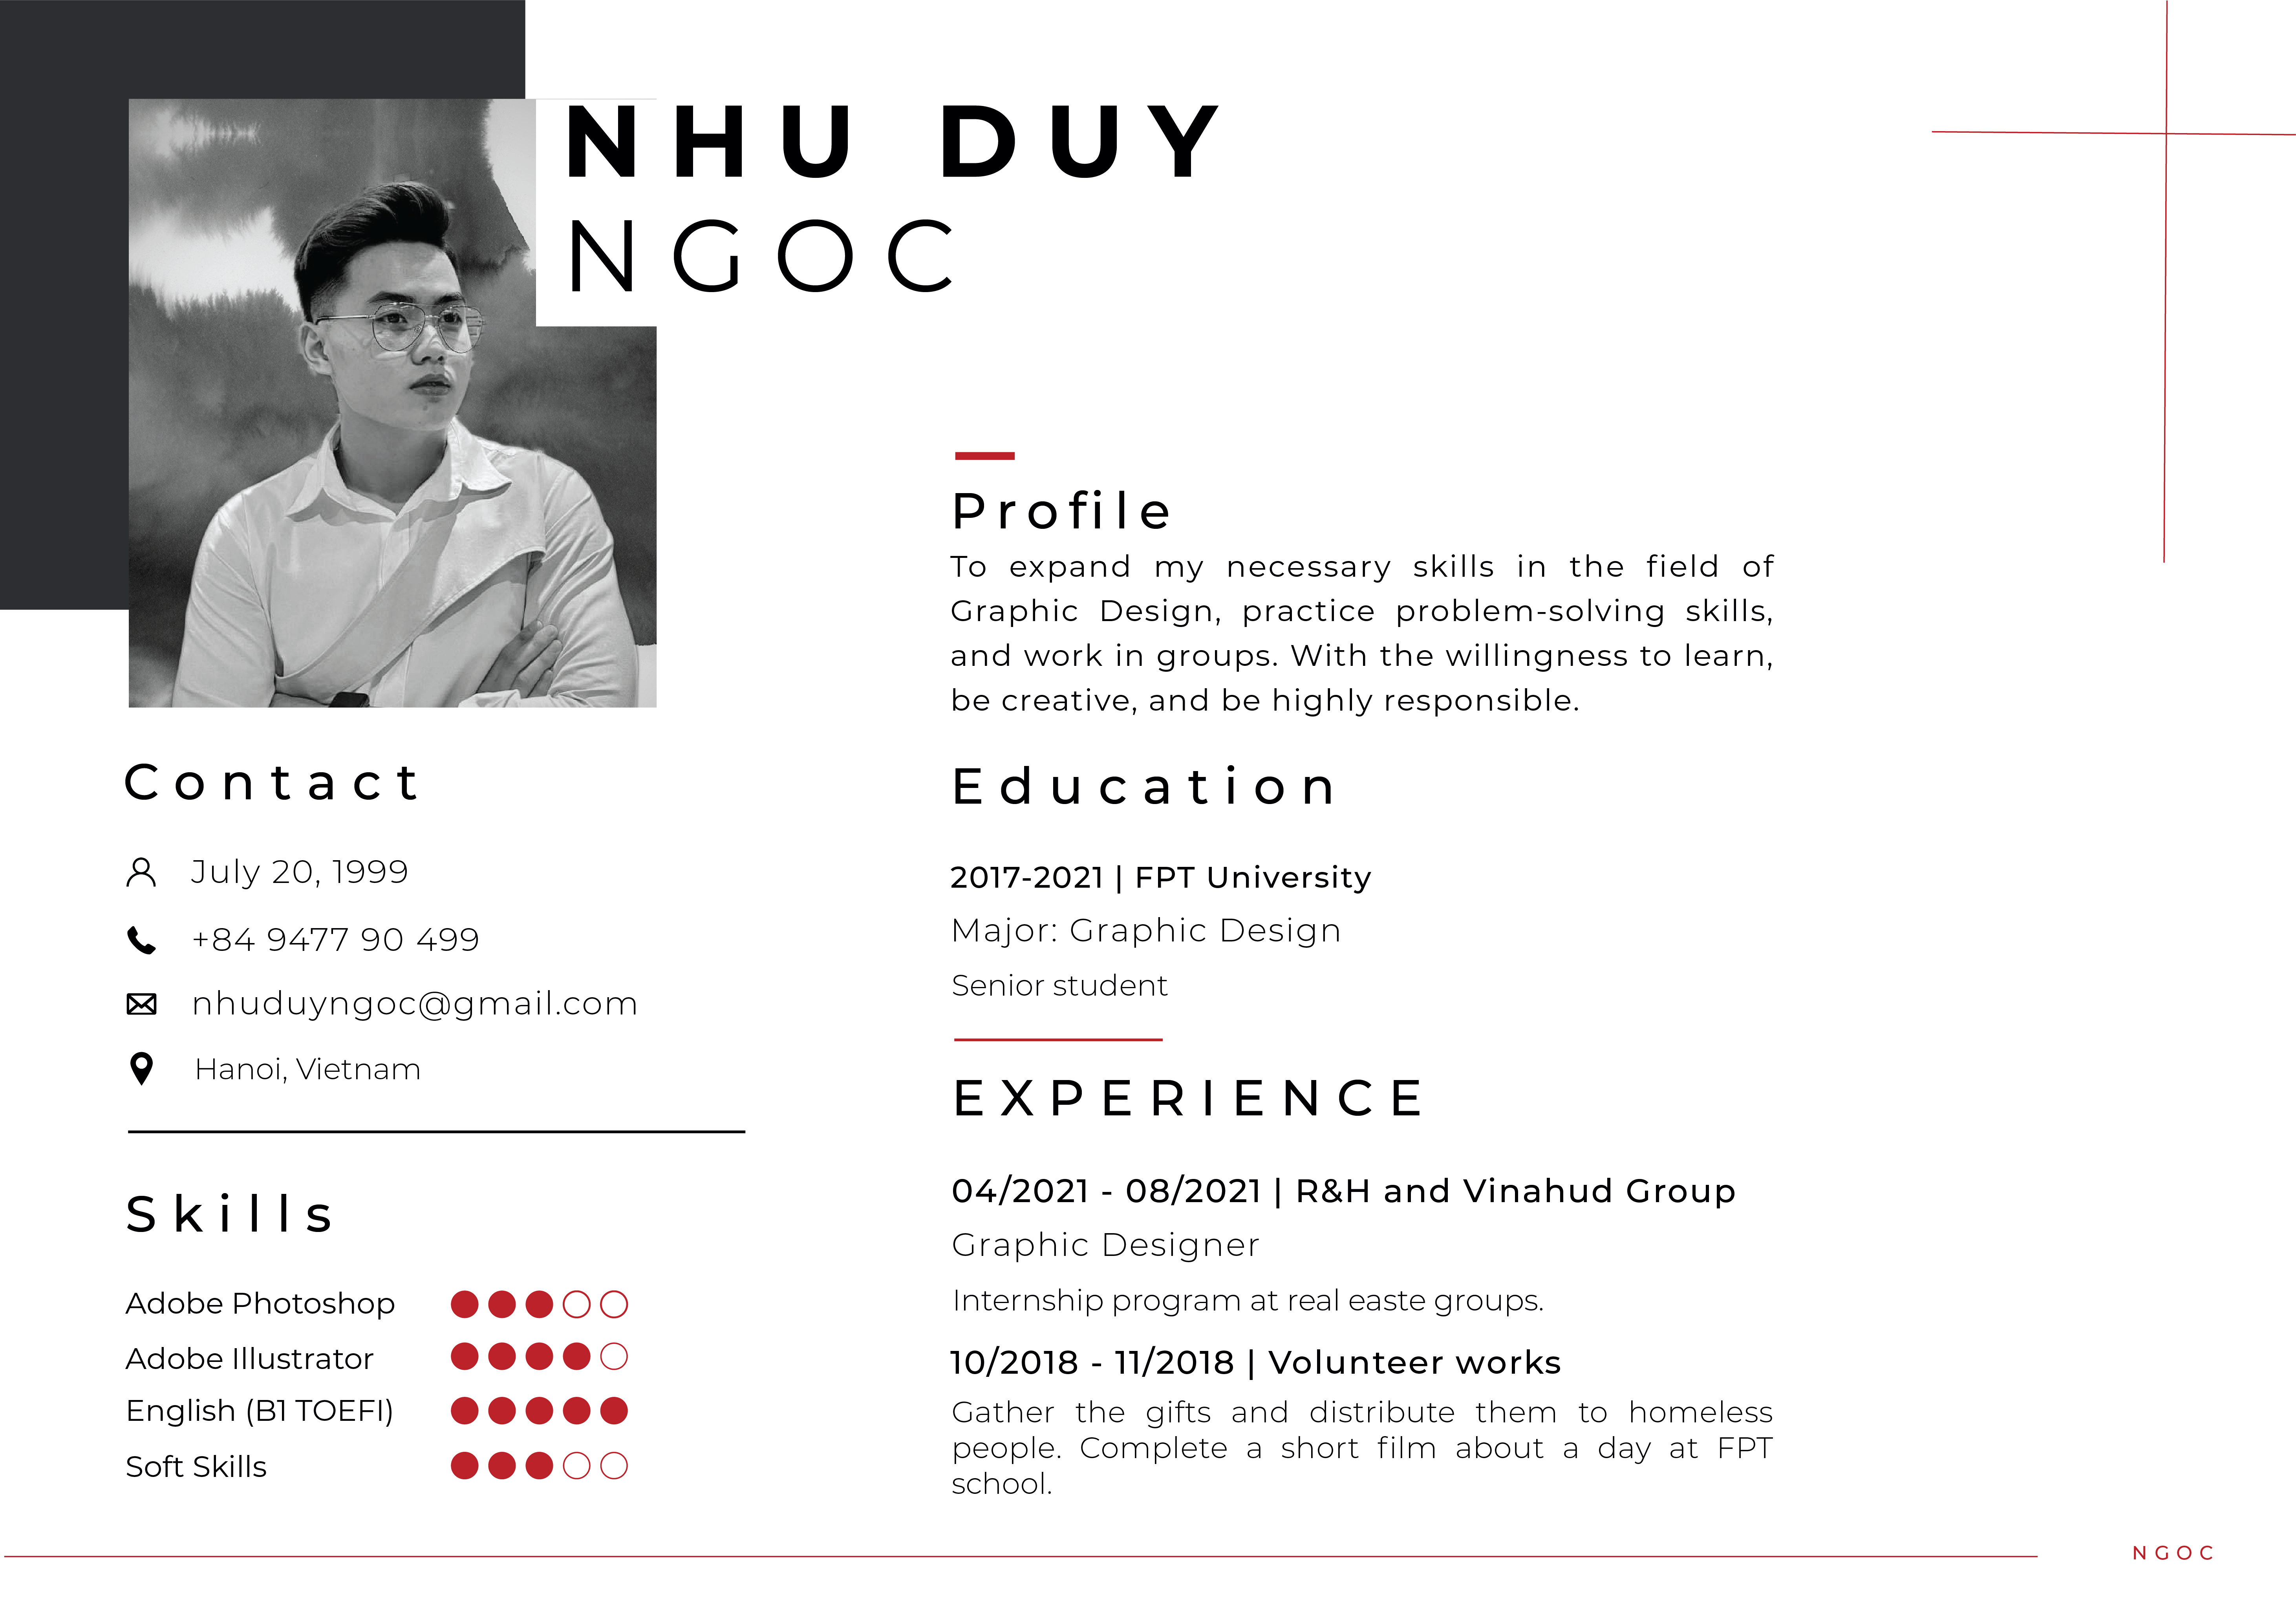 NHU DUY
NGOC
Contact
July 20, 1999
+84 9477 90 499
nhuduyngoc@gmail.com
Hanoi, Vietnam
Skills
Adobe Photoshop
Adobe Illustrator
English (B1 TOEFI)
Soft Skills
Profile
To expand my necessary skills in the field of
Graphic Design, practice problem-solving skills,
and work in groups. With the willingness to learn,
be creative, and be highly responsible.
Education
2017-2021 | FPT University
Major: Graphic Design
Senior student
EXPERIENCE
04/2021 - 08/2021 | R&H and Vinahud Group
Graphic Designer
Internship program at real easte groups.
10/2018 - 11/2018 | Volunteer works
Gather the gifts and distribute them to homeless
people. Complete a short film about a day at FPT
school.
NGOC